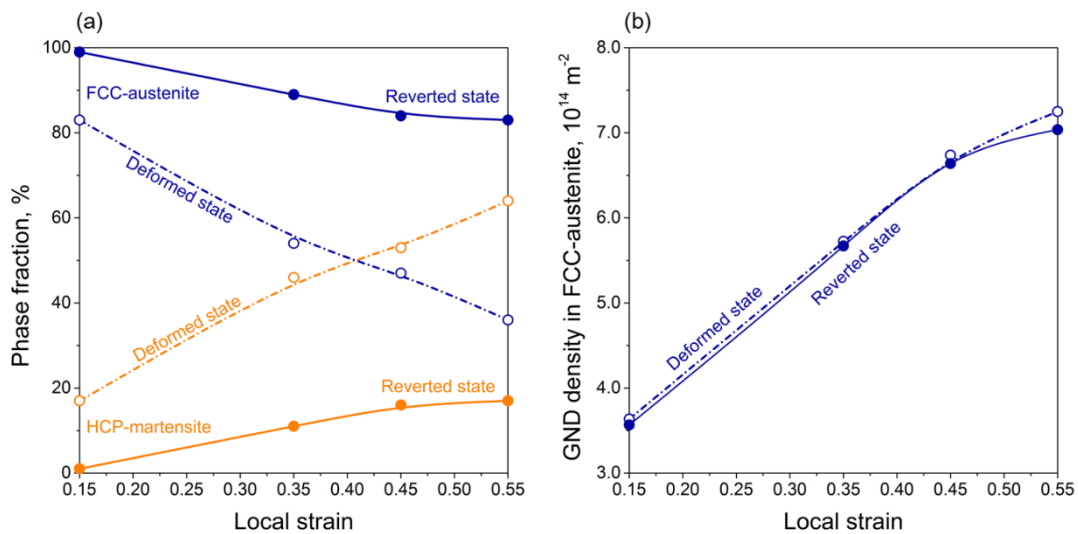 (a)
Phase fraction, %
100
80
60
40
20
0
FCC-austenite
Reverted state
Deformed state
Deformed state
Reverted state
HCP-martensite
0.15 0.20 0.25 0.30 0.35 0.40 0.45 0.50 0.55
Local strain
(b)
GND density in FCC-austenite, 10¹⁴ m⁻²
8.0
7.0
6.0
5.0
4.0
3.0
Deformed state
Reverted state
0.15 0.20 0.25 0.30 0.35 0.40 0.45 0.50 0.55
Local strain